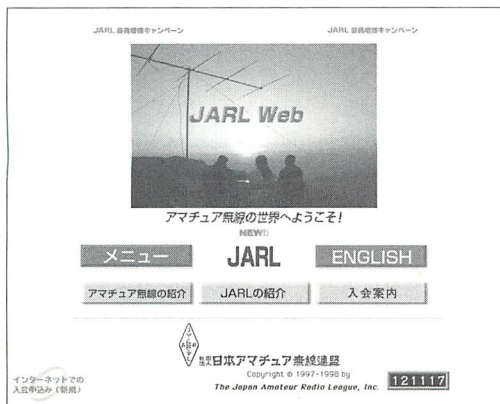 JARL 会員増強キャンペーン JARL 会員増強キャンペーン
JARL Web
アマチュア無線の世界へようこそ!
NEW!!
メニュー JARL ENGLISH
アマチュア無線の紹介 JARLの紹介 入会案内
社団法人 日本アマチュア無線連盟
Copyright © 1997-1998 by
The Japan Amateur Radio League, Inc.
インターネットでの
入会申込み(新規)
121117